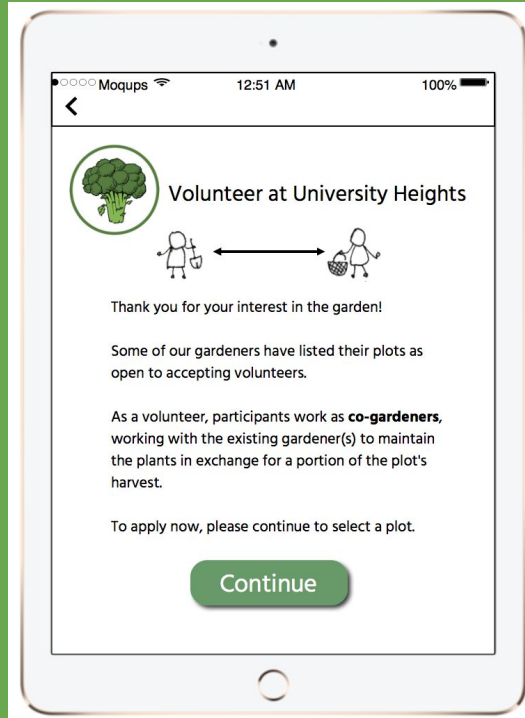 Moqups 12:51 AM 100%
Volunteer at University Heights
Thank you for your interest in the garden!
Some of our gardeners have listed their plots as
open to accepting volunteers.
As a volunteer, participants work as co-gardeners,
working with the existing gardener(s) to maintain
the plants in exchange for a portion of the plot's
harvest.
To apply now, please continue to select a plot.
Continue